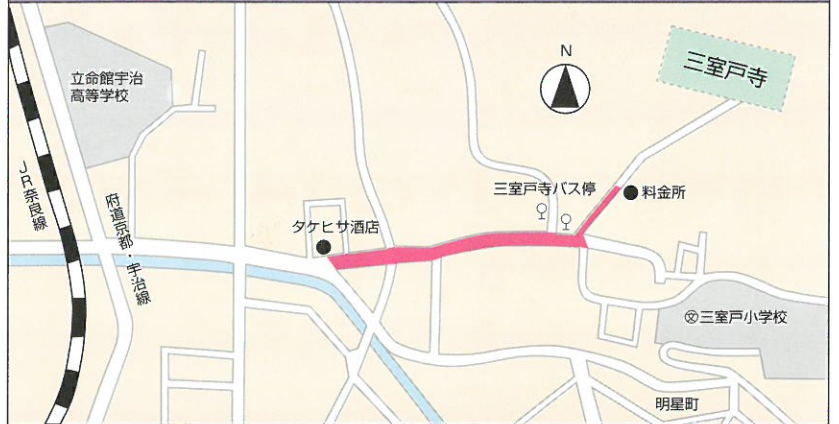 立命館宇治
高等学校
N
三室戸寺
JR奈良線
府道京都・宇治線
タケヒサ酒店
三室戸寺バス停
料金所
文三室戸小学校
明星町